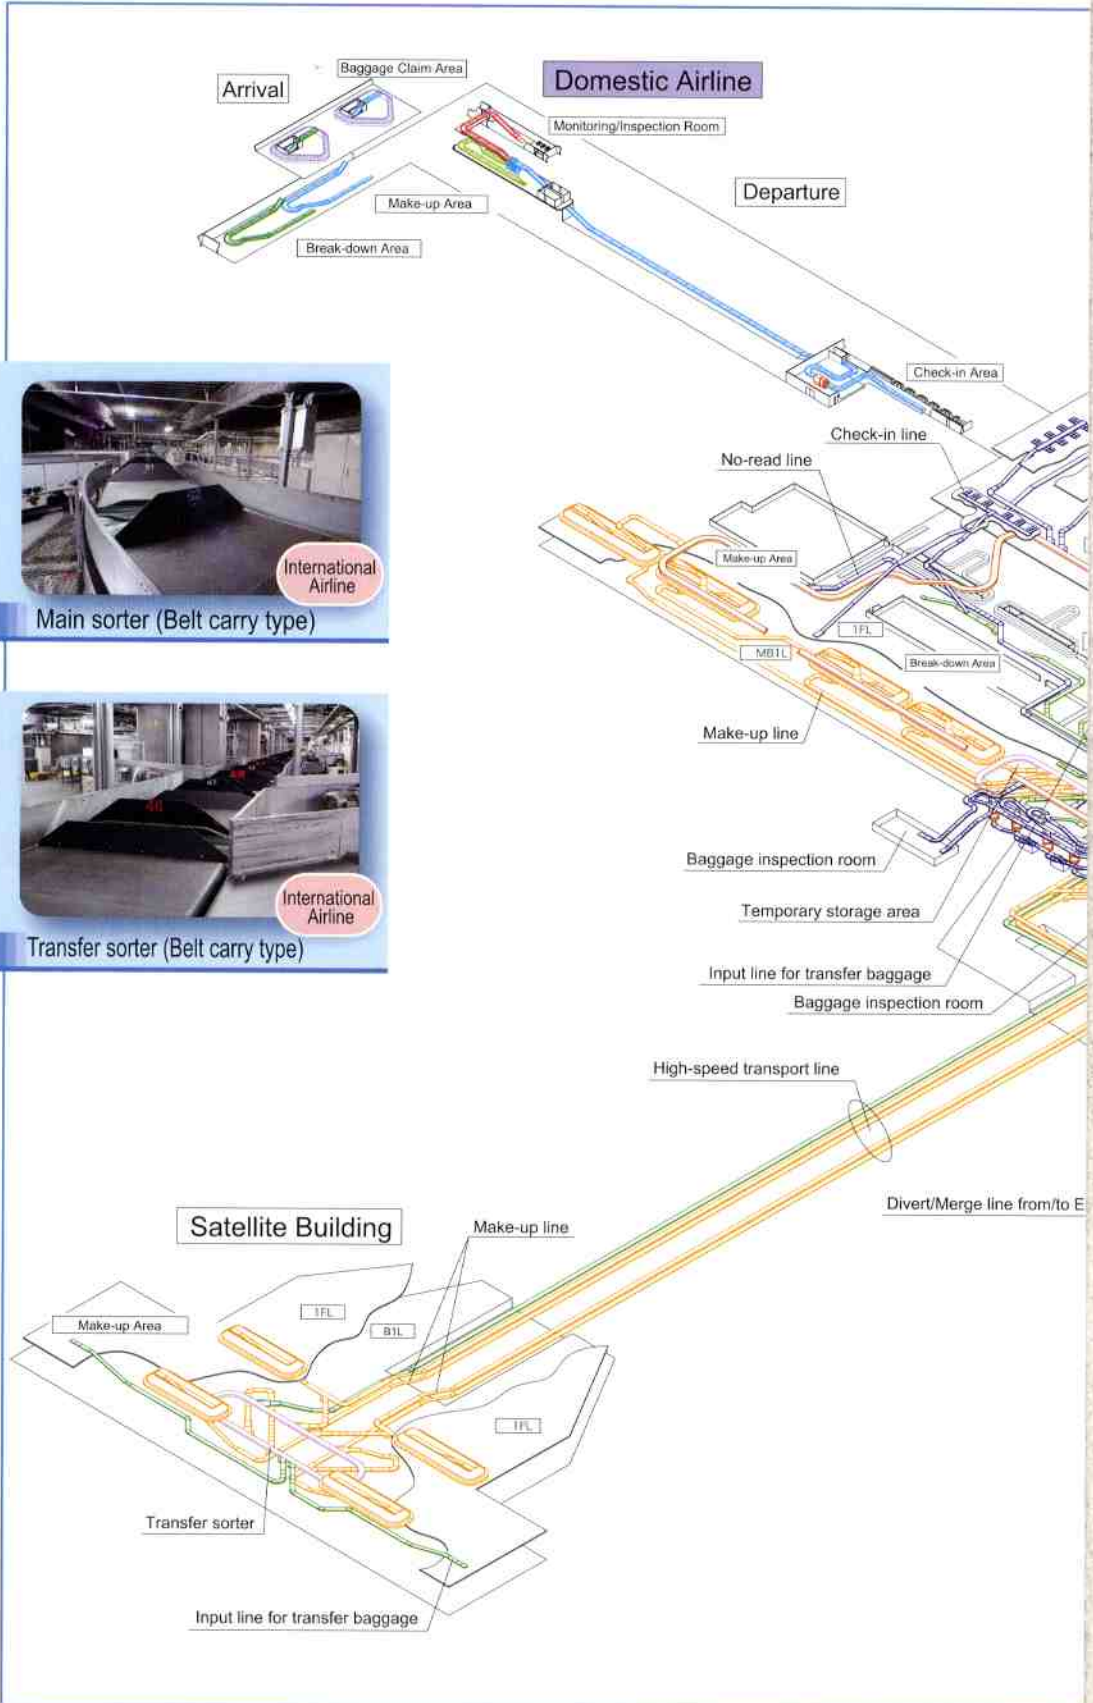 Domestic Airline
Baggage Claim Area
Arrival
Monitoring/Inspection Room
Departure
Make-up Area
Break-down Area
Check-in Area
Check-in line
No-read line
Make-up Area
1FL
MB1L
Break-down Area
Make-up line
International
Airline
Main sorter (Belt carry type)
46
International
Airline
Transfer sorter (Belt carry type)
Baggage inspection room
Temporary storage area
Input line for transfer baggage
Baggage inspection room
High-speed transport line
Divert/Merge line from/to E
Satellite Building
Make-up line
1FL
Make-up Area
B1L
1FL
Transfer sorter
Input line for transfer baggage